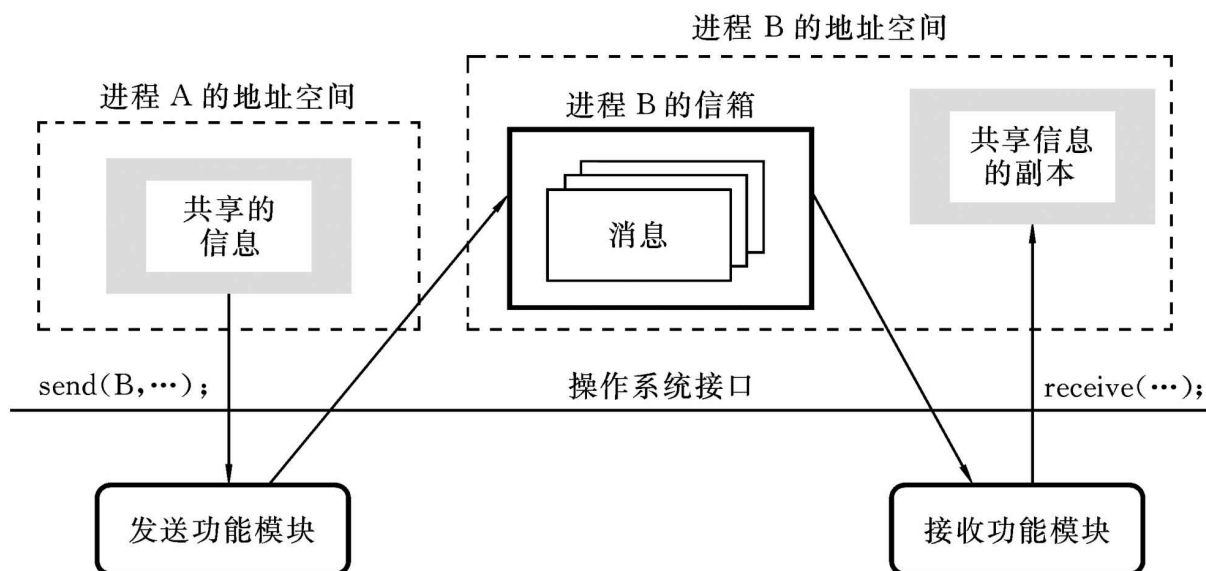 进程 B 的地址空间
进程 A 的地址空间
进程 B 的信箱
共享的
信息
消息
共享信息
的副本
send(B,…);
操作系统接口
receive(…);
发送功能模块
接收功能模块